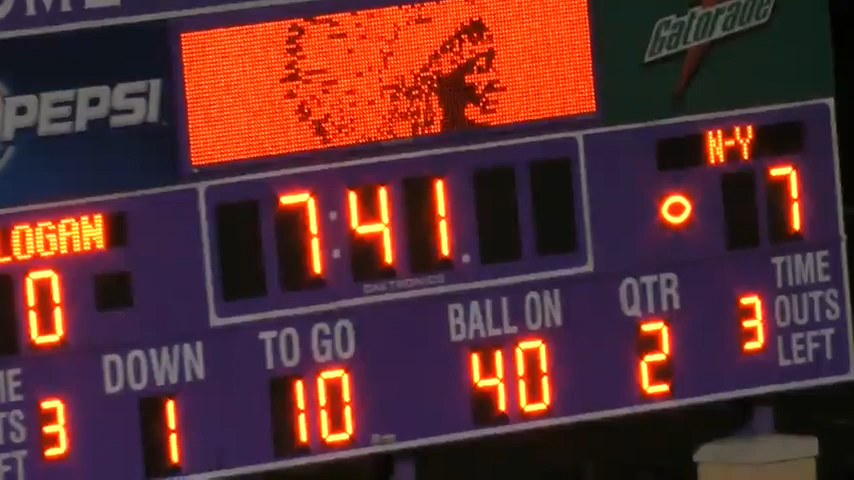 PEPSI
Gatorade
N-Y
LOGAN
7:41.
7
0
DAKTRONICS
DOWN
TO GO
BALL ON
QTR
TIME
OUTS
LEFT
3
1
10
40
2
3